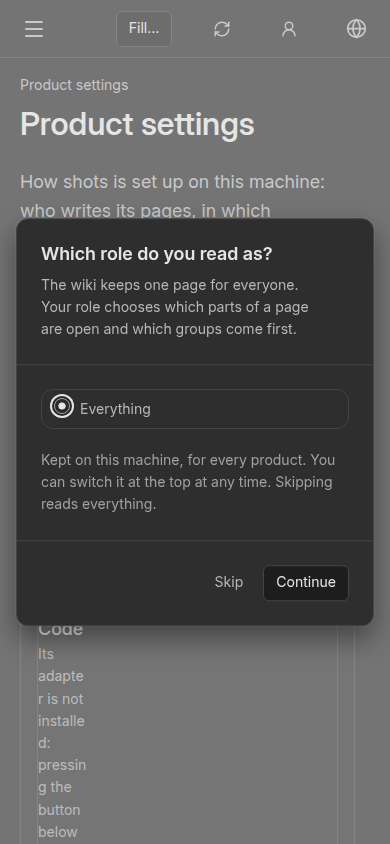 Fill...
Product settings
Product settings
How shots is set up on this machine:
who writes its pages, in which
Which role do you read as?
The wiki keeps one page for everyone.
Your role chooses which parts of a page
are open and which groups come first.
Everything
Kept on this machine, for every product. You
can switch it at the top at any time. Skipping
reads everything.
Skip
Continue
Code
Its
adapte
r is not
installe
d:
pressin
g the
button
below